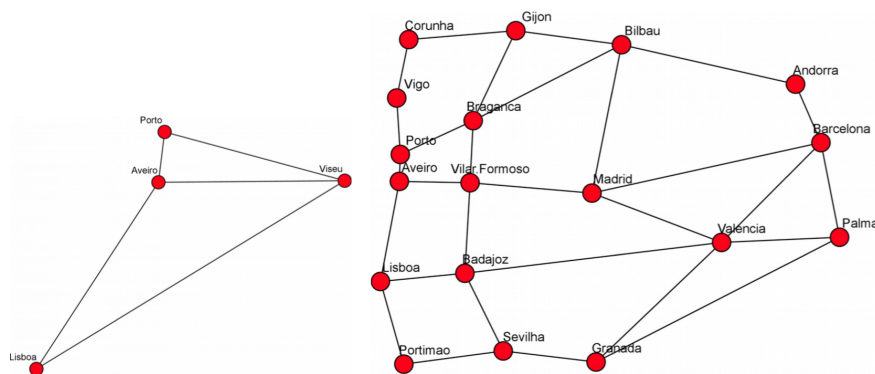 Porto
Aveiro
Viseu
Lisboa
Corunha
Gijon
Bilbau
Andorra
Vigo
Braganca
Barcelona
Porto
Aveiro
Vilar.Formoso
Madrid
Valencia
Palma
Lisboa
Badajoz
Portimao
Sevilha
Granada